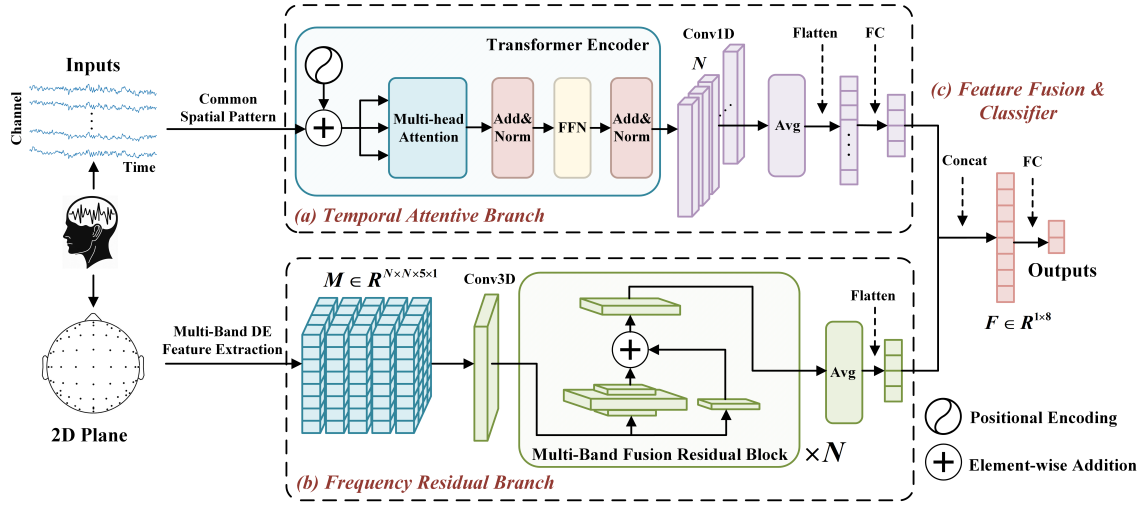 Inputs
Channel
Time
Common
Spatial Pattern
Transformer Encoder
Multi-head
Attention
Add&
Norm
FFN
Add&
Norm
Conv1D
N
Avg
Flatten
FC
(a) Temporal Attentive Branch
(c) Feature Fusion &
Classifier
Concat
FC
Outputs
F ∈ R^{1×8}
2D Plane
Multi-Band DE
Feature Extraction
M ∈ R^{N×N×5×1}
Conv3D
Multi-Band Fusion Residual Block
×N
Avg
Flatten
(b) Frequency Residual Branch
Positional Encoding
Element-wise Addition